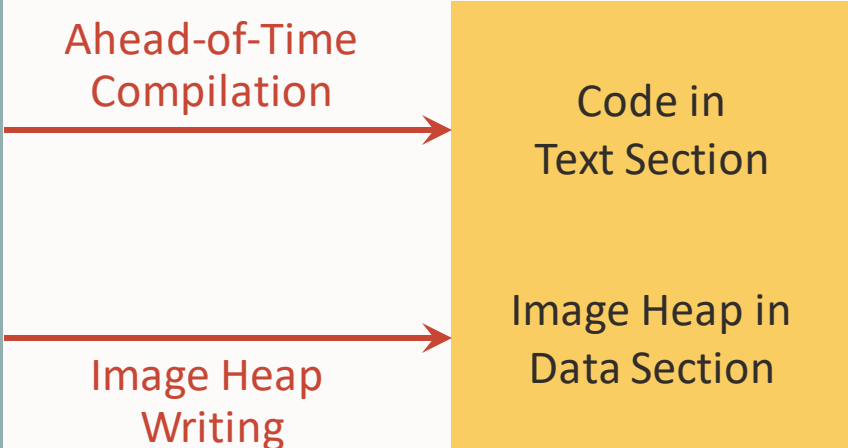 Ahead-of-Time
Compilation
Code in
Text Section
Image Heap in
Data Section
Image Heap
Writing